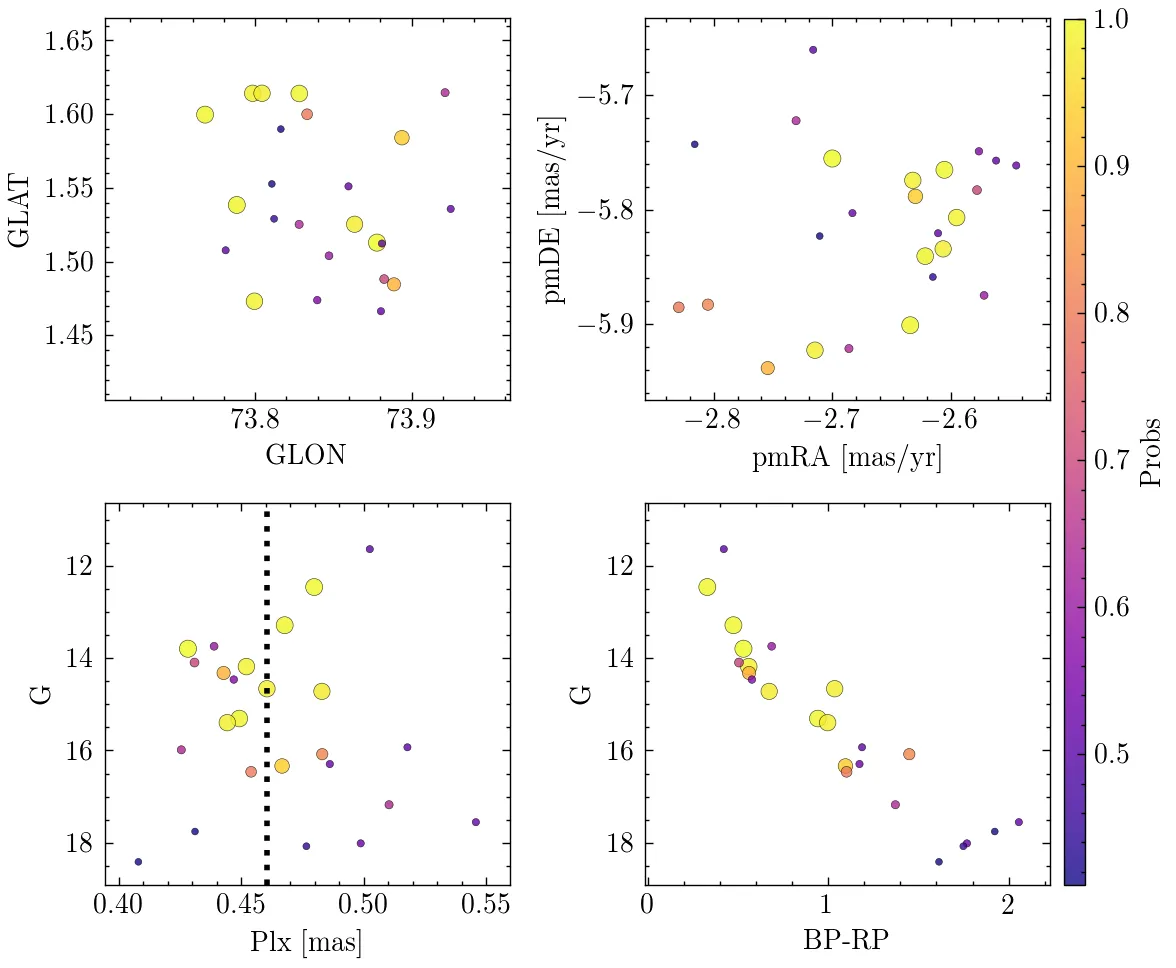 1.65
1.60
1.55
1.50
1.45
GLAT
73.8 73.9
GLON
−5.7
−5.8
−5.9
pmDE [mas/yr]
−2.8 −2.7 −2.6
pmRA [mas/yr]
12
14
16
18
G
0.40 0.45 0.50 0.55
Plx [mas]
12
14
16
18
G
0 1 2
BP-RP
1.0
0.9
0.8
0.7
0.6
0.5
Probs